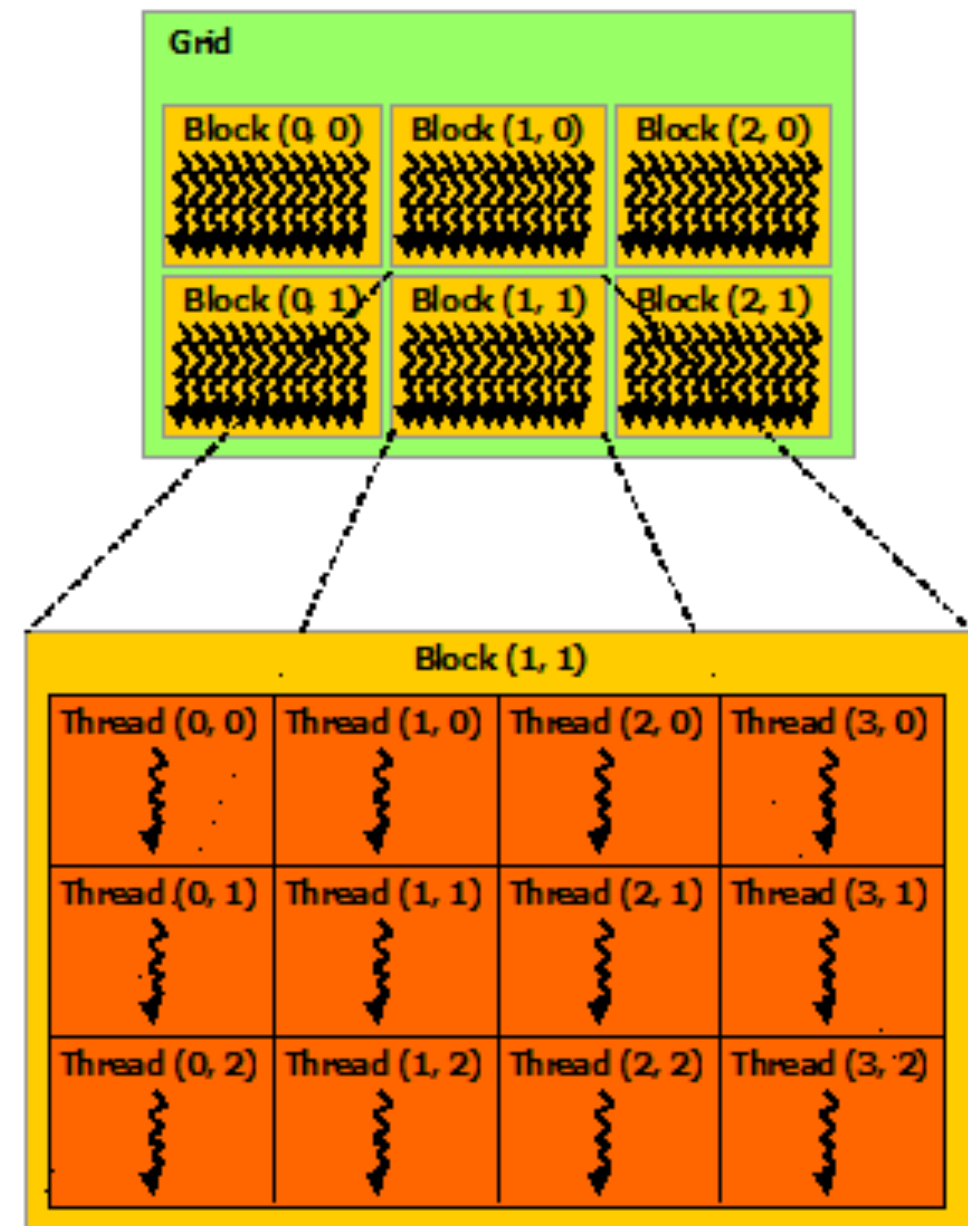 Grid
Block (0, 0) Block (1, 0) Block (2, 0)
Block (0, 1) Block (1, 1) Block (2, 1)
Block (1, 1)
Thread (0, 0) Thread (1, 0) Thread (2, 0) Thread (3, 0)
Thread (0, 1) Thread (1, 1) Thread (2, 1) Thread (3, 1)
Thread (0, 2) Thread (1, 2) Thread (2, 2) Thread (3, 2)